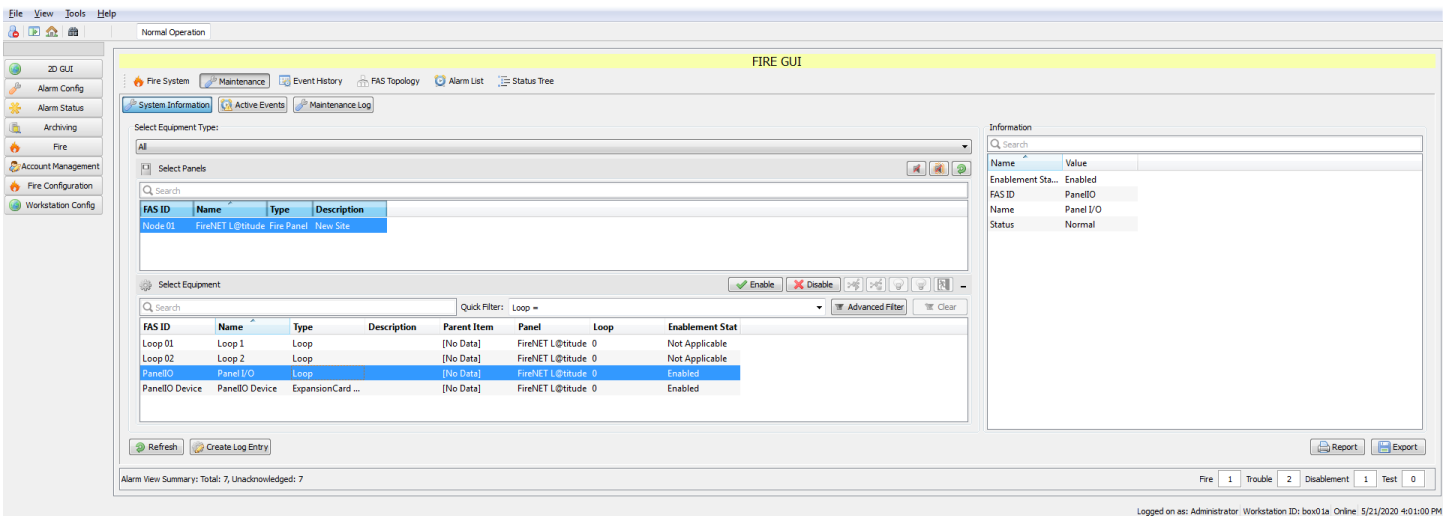 File View Tools Help
Normal Operation
2D GUI
Alarm Config
Alarm Status
Archiving
Fire
Account Management
Fire Configuration
Workstation Config
FIRE GUI
Fire System Maintenance Event History FAS Topology Alarm List Status Tree
System Information Active Events Maintenance Log
Select Equipment Type:
All
Select Panels
Search
FAS ID Name Type Description
Node 01 FireNET L@titude Fire Panel New Site
Select Equipment Enable Disable
Search Quick Filter: Loop = Advanced Filter Clear
FAS ID Name Type Description Parent Item Panel Loop Enablement Stat
Loop 01 Loop 1 Loop [No Data] FireNET L@titude 0 Not Applicable
Loop 02 Loop 2 Loop [No Data] FireNET L@titude 0 Not Applicable
PanelIO Panel I/O Loop [No Data] FireNET L@titude 0 Enabled
PanelIO Device PanelIO Device ExpansionCard ... [No Data] FireNET L@titude 0 Enabled
Refresh Create Log Entry
Information
Search
Name Value
Enablement Sta... Enabled
FAS ID PanelIO
Name Panel I/O
Status Normal
Report Export
Alarm View Summary: Total: 7, Unacknowledged: 7
Fire 1 Trouble 2 Disablement 1 Test 0
Logged on as: Administrator Workstation ID: box01a Online 5/21/2020 4:01:00 PM